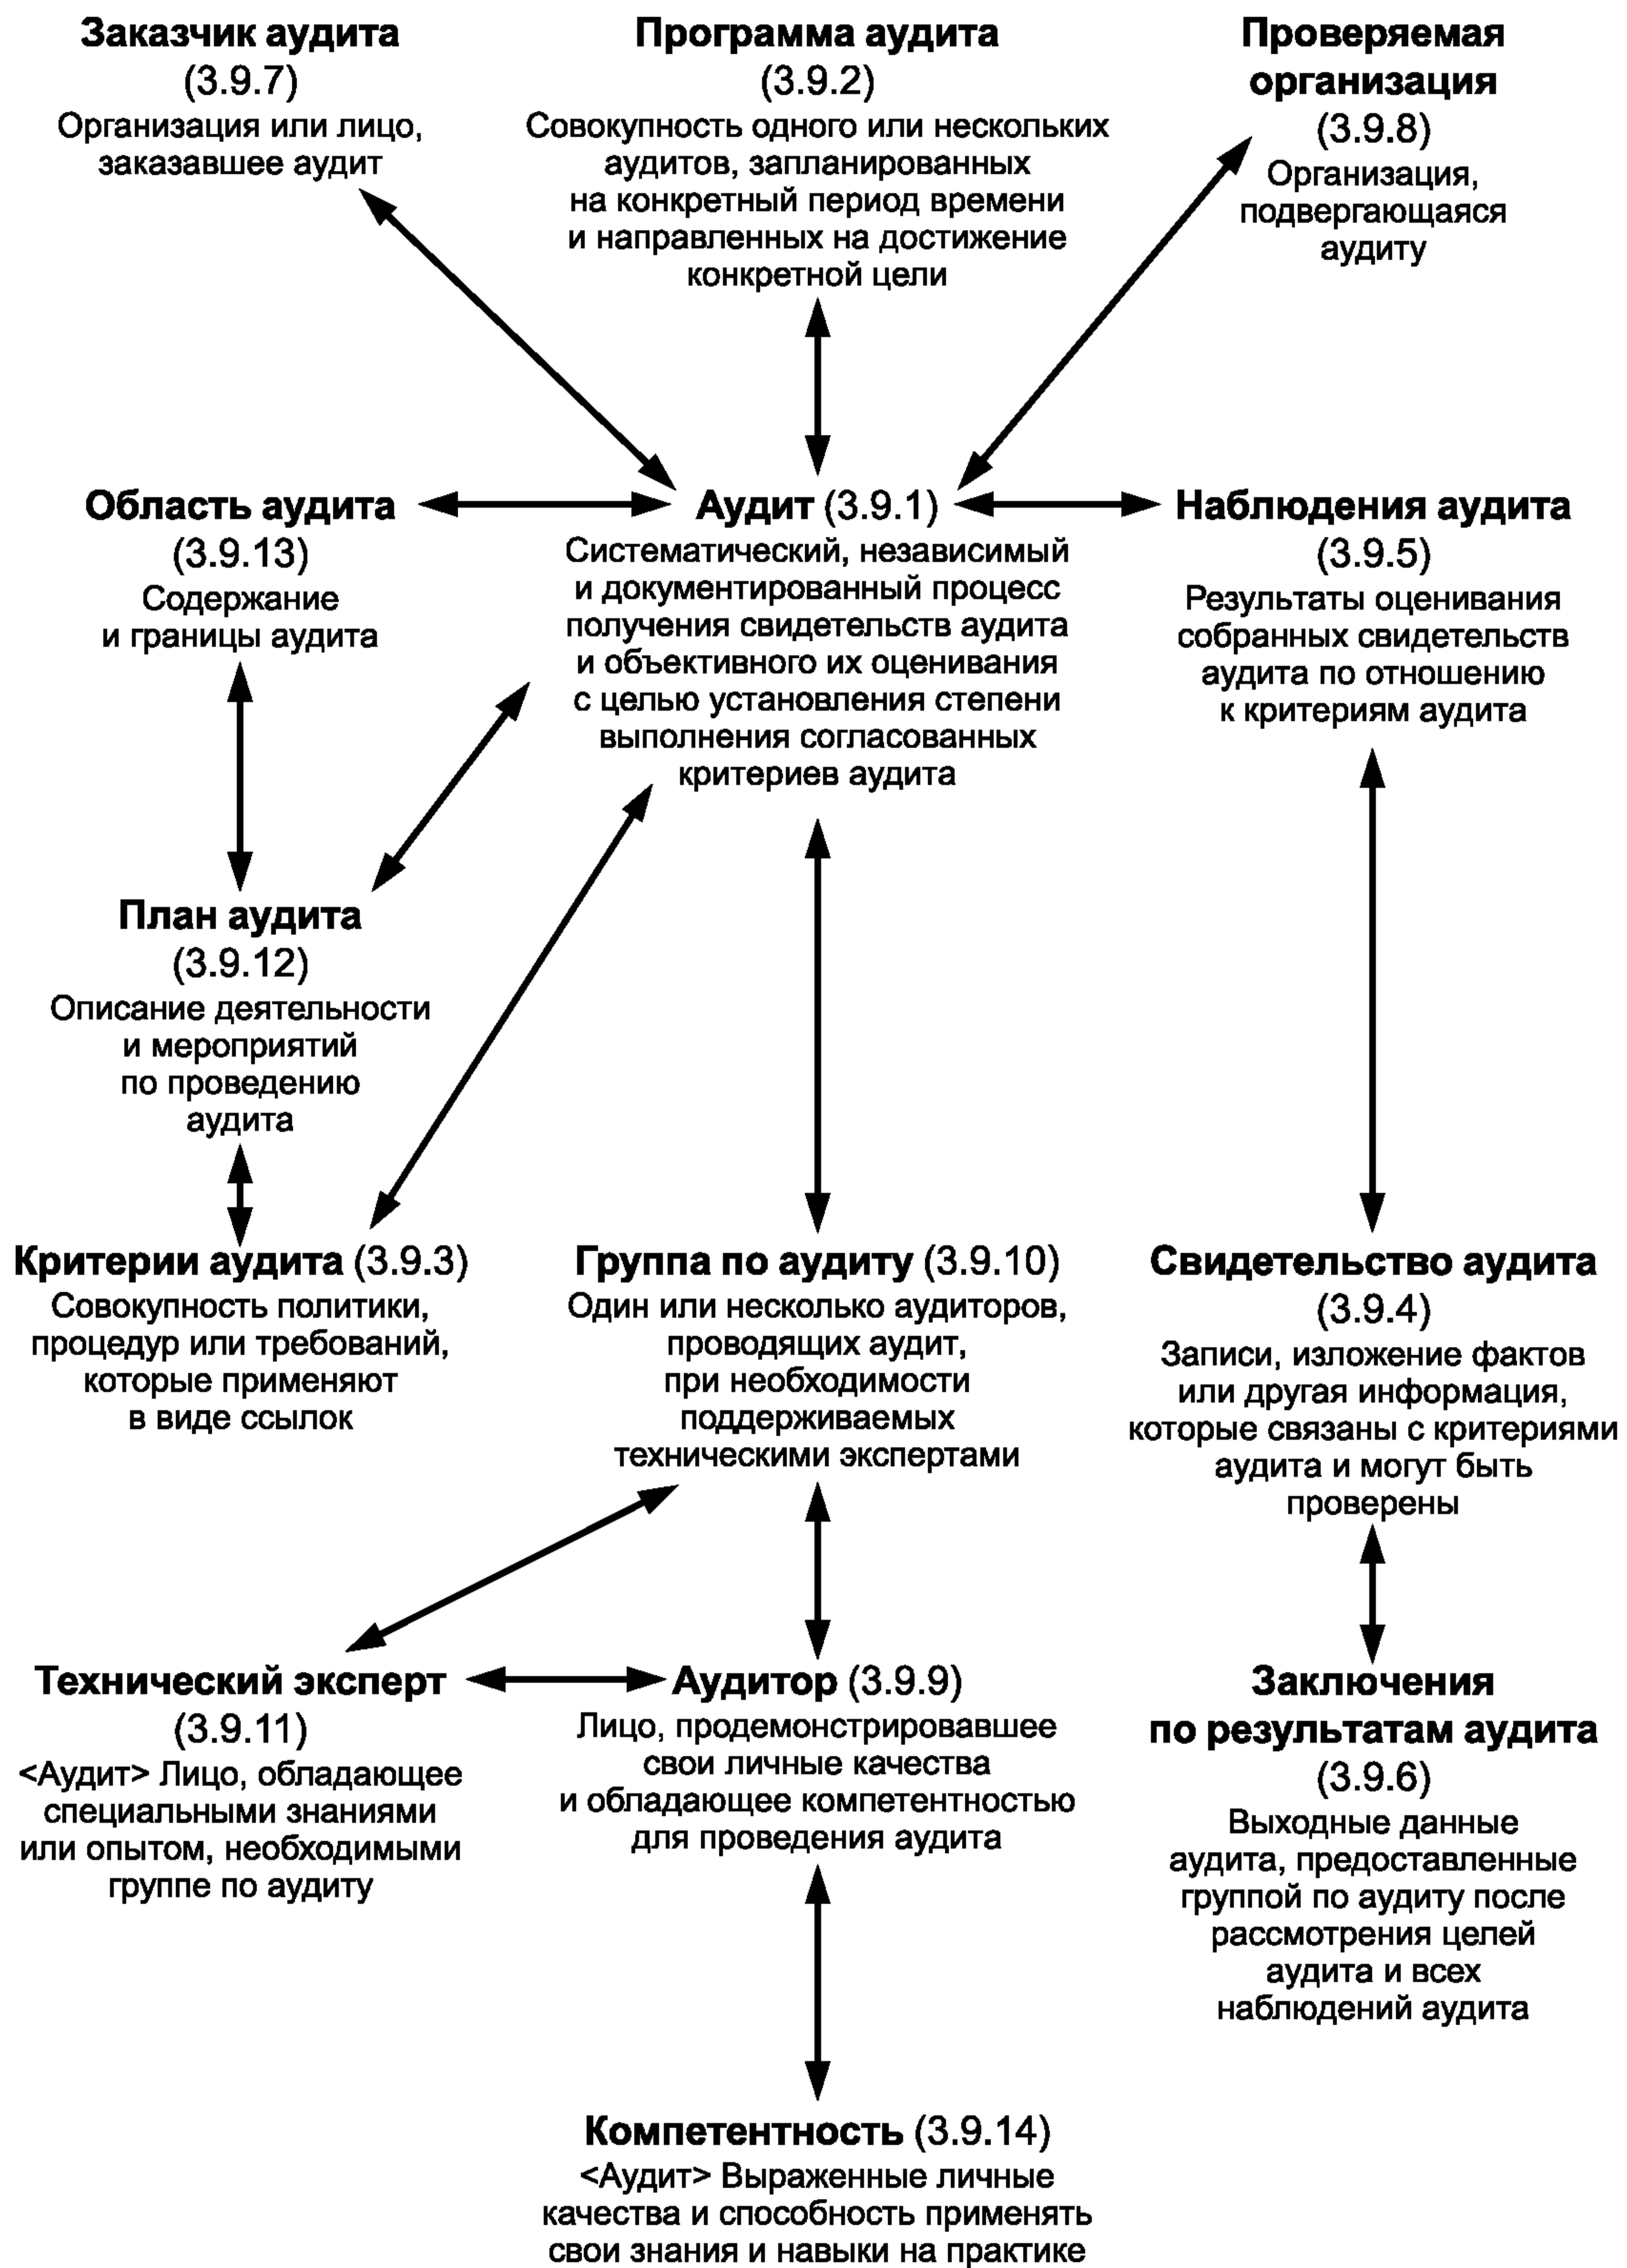 Заказчик аудита
(3.9.7)
Организация или лицо,
заказавшее аудит
Программа аудита
(3.9.2)
Совокупность одного или нескольких
аудитов, запланированных
на конкретный период времени
и направленных на достижение
конкретной цели
Проверяемая
организация
(3.9.8)
Организация,
подвергающаяся
аудиту
Область аудита
(3.9.13)
Содержание
и границы аудита
Аудит (3.9.1)
Систематический, независимый
и документированный процесс
получения свидетельств аудита
и объективного их оценивания
с целью установления степени
выполнения согласованных
критериев аудита
Наблюдения аудита
(3.9.5)
Результаты оценивания
собранных свидетельств
аудита по отношению
к критериям аудита
План аудита
(3.9.12)
Описание деятельности
и мероприятий
по проведению
аудита
Критерии аудита (3.9.3)
Совокупность политики,
процедур или требований,
которые применяют
в виде ссылок
Группа по аудиту (3.9.10)
Один или несколько аудиторов,
проводящих аудит,
при необходимости
поддерживаемых
техническими экспертами
Свидетельство аудита
(3.9.4)
Записи, изложение фактов
или другая информация,
которые связаны с критериями
аудита и могут быть
проверены
Технический эксперт
(3.9.11)
<Аудит> Лицо, обладающее
специальными знаниями
или опытом, необходимыми
группе по аудиту
Аудитор (3.9.9)
Лицо, продемонстрировавшее
свои личные качества
и обладающее компетентностью
для проведения аудита
Заключения
по результатам аудита
(3.9.6)
Выходные данные
аудита, предоставленные
группой по аудиту после
рассмотрения целей
аудита и всех
наблюдений аудита
Компетентность (3.9.14)
<Аудит> Выраженные личные
качества и способность применять
свои знания и навыки на практике